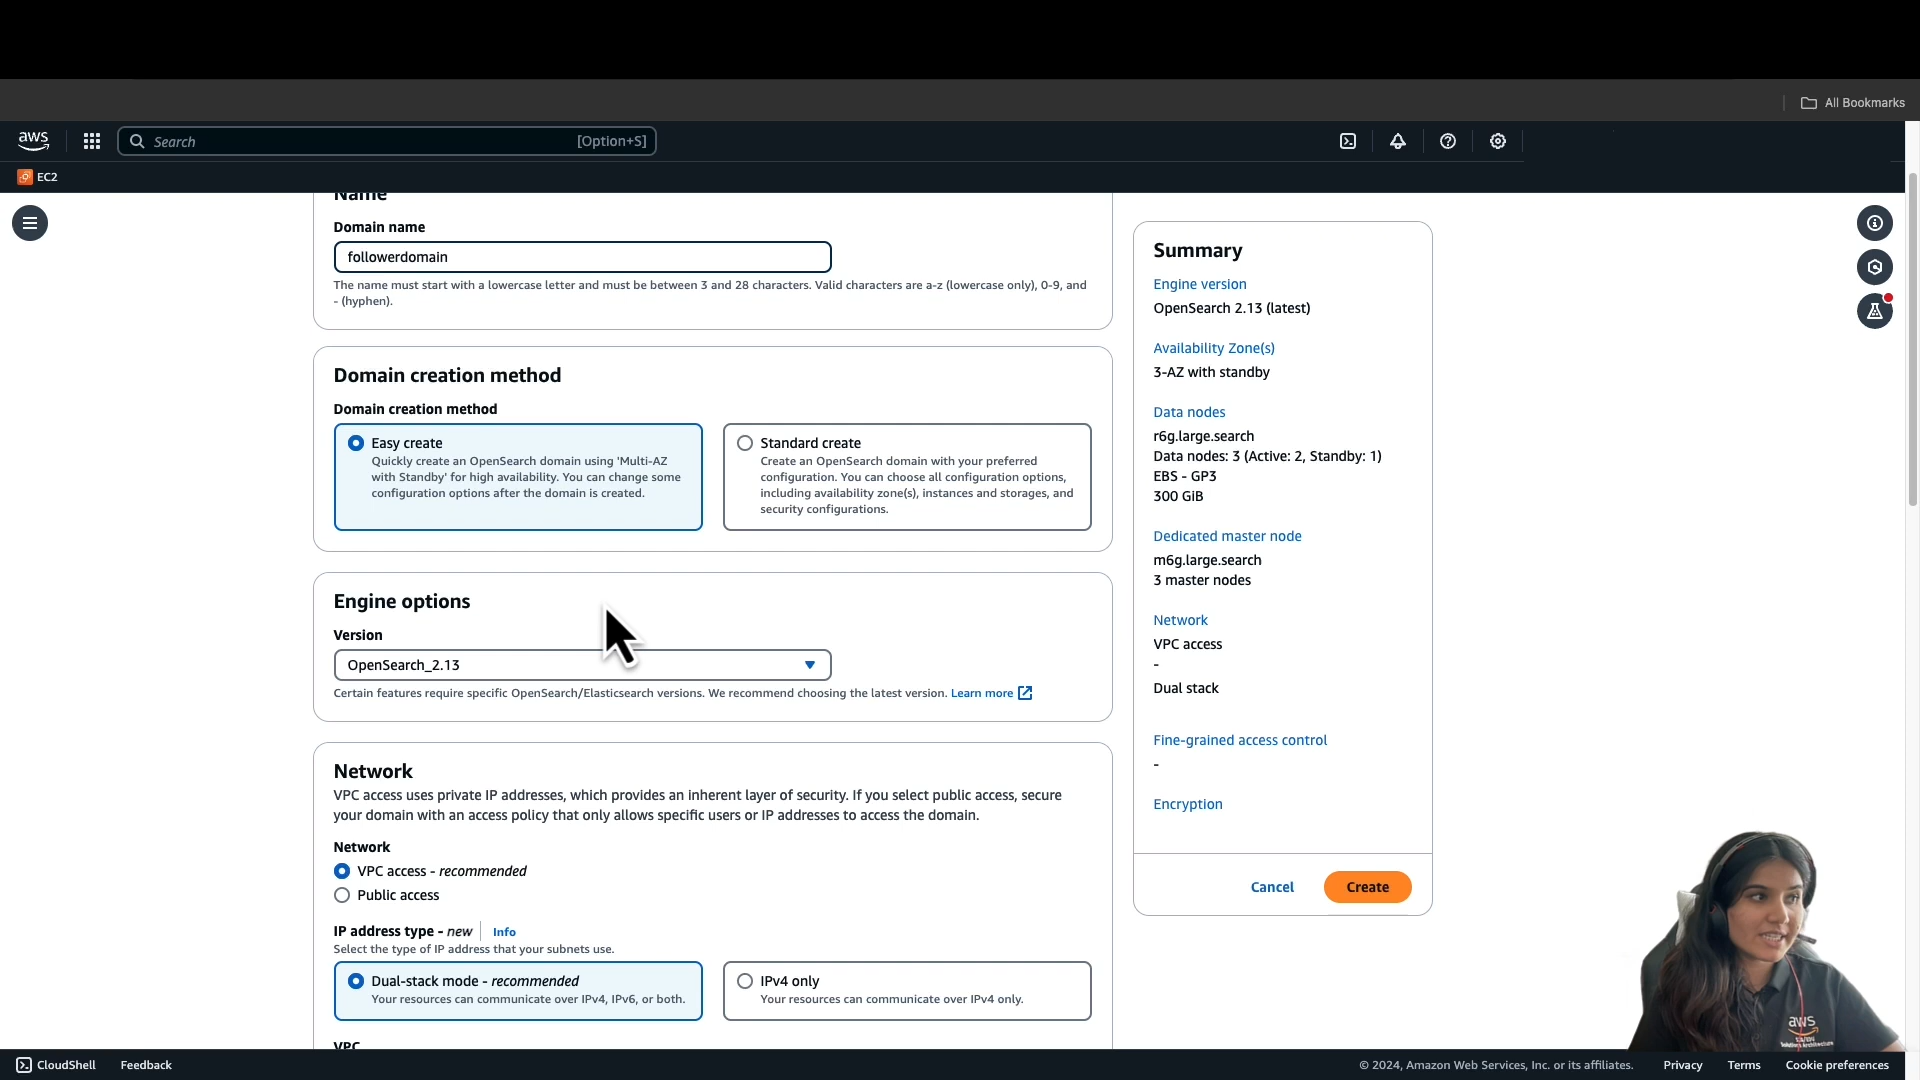 All Bookmarks
aws
Search
[Option+S]
EC2
Name
Domain name
followerdomain
The name must start with a lowercase letter and must be between 3 and 28 characters. Valid characters are a-z (lowercase only), 0-9, and
- (hyphen).
Domain creation method
Domain creation method
Easy create
Quickly create an OpenSearch domain using 'Multi-AZ
with Standby' for high availability. You can change some
configuration options after the domain is created.
Standard create
Create an OpenSearch domain with your preferred
configuration. You can choose all configuration options,
including availability zone(s), instances and storages, and
security configurations.
Engine options
Version
OpenSearch_2.13
Certain features require specific OpenSearch/Elasticsearch versions. We recommend choosing the latest version. Learn more
Network
VPC access uses private IP addresses, which provides an inherent layer of security. If you select public access, secure
your domain with an access policy that only allows specific users or IP addresses to access the domain.
Network
VPC access - recommended
Public access
IP address type - new
Info
Select the type of IP address that your subnets use.
Dual-stack mode - recommended
Your resources can communicate over IPv4, IPv6, or both.
IPv4 only
Your resources can communicate over IPv4 only.
VPC
Summary
Engine version
OpenSearch 2.13 (latest)
Availability Zone(s)
3-AZ with standby
Data nodes
r6g.large.search
Data nodes: 3 (Active: 2, Standby: 1)
EBS - GP3
300 GiB
Dedicated master node
m6g.large.search
3 master nodes
Network
VPC access
-
Dual stack
Fine-grained access control
-
Encryption
Cancel
Create
aws
CloudShell
Feedback
© 2024, Amazon Web Services, Inc. or its affiliates.
Privacy
Terms
Cookie preferences